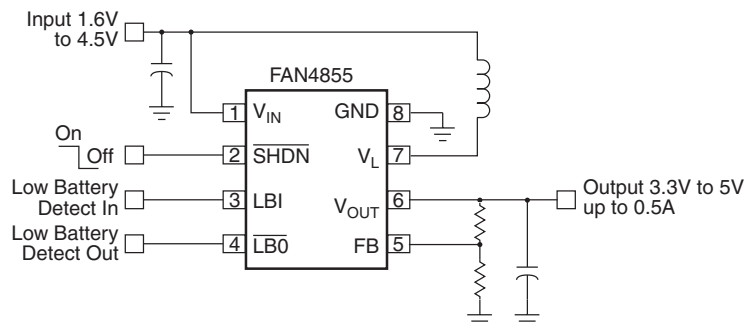 Input 1.6V
to 4.5V
FAN4855
1 VIN GND 8
On
Off
2 SHDN VL 7
Low Battery
Detect In
3 LBI VOUT 6
Output 3.3V to 5V
up to 0.5A
Low Battery
Detect Out
4 LB0 FB 5